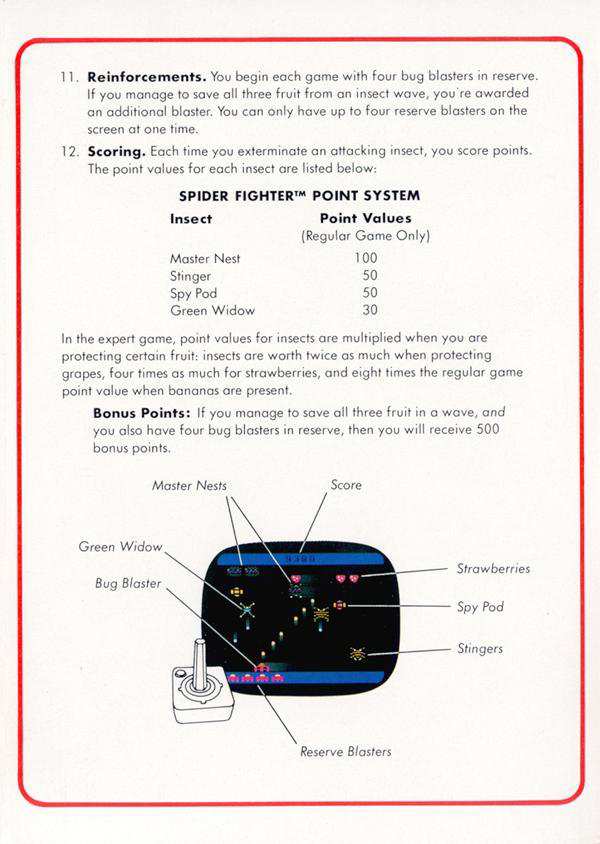 11. Reinforcements. You begin each game with four bug blasters in reserve.
If you manage to save all three fruit from an insect wave, you're awarded
an additional blaster. You can only have up to four reserve blasters on the
screen at one time.
12. Scoring. Each time you exterminate an attacking insect, you score points.
The point values for each insect are listed below:
SPIDER FIGHTER™ POINT SYSTEM
Insect Point Values
(Regular Game Only)
Master Nest 100
Stinger 50
Spy Pod 50
Green Widow 30
In the expert game, point values for insects are multiplied when you are
protecting certain fruit: insects are worth twice as much when protecting
grapes, four times as much for strawberries, and eight times the regular game
point value when bananas are present.
Bonus Points: If you manage to save all three fruit in a wave, and
you also have four bug blasters in reserve, then you will receive 500
bonus points.
Master Nests Score
Green Widow
Bug Blaster
Strawberries
Spy Pod
Stingers
Reserve Blasters